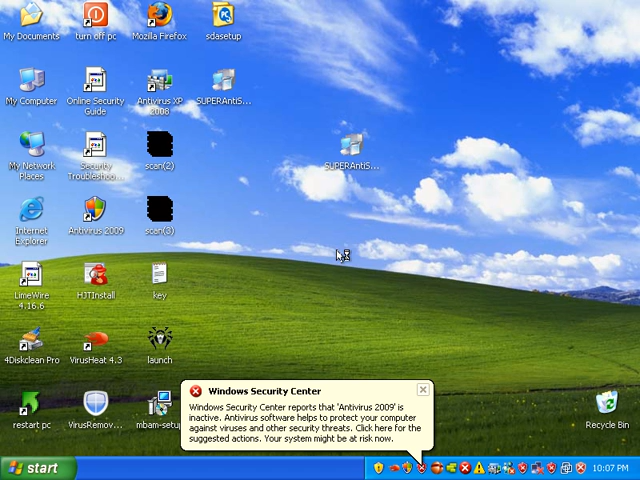 My Documents
turn off pc
Mozilla Firefox
sdasetup
My Computer
Online Security
Guide
Antivirus XP
2008
SUPERAntiS...
SUPERAntiS...
My Network
Places
Security
Troubleshoo...
scan(2)
Internet
Explorer
Antivirus 2009
scan(3)
LimeWire
4.16.6
HJTInstall
key
4Diskclean Pro
VirusHeat 4.3
launch
restart pc
VirusRemov...
mbam-setup
Windows Security Center
Windows Security Center reports that 'Antivirus 2009' is
inactive. Antivirus software helps to protect your computer
against viruses and other security threats. Click here for the
suggested actions. Your system might be at risk now.
Recycle Bin
start
10:07 PM